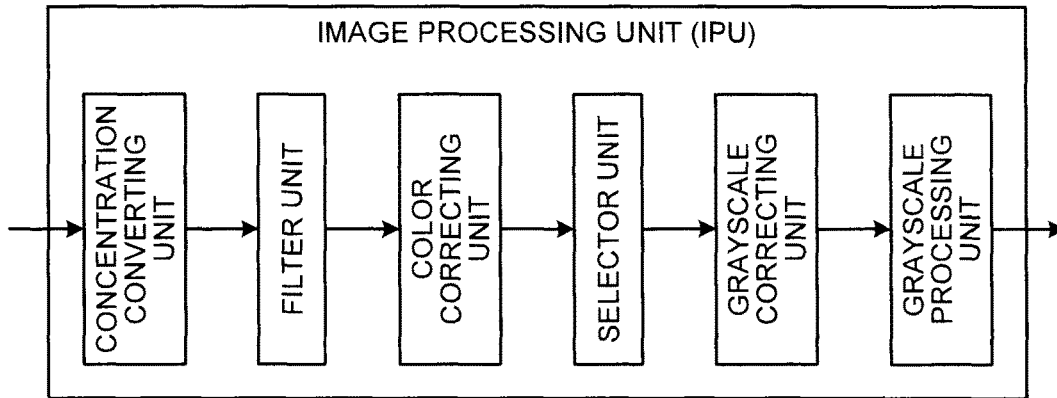 IMAGE PROCESSING UNIT (IPU)
CONCENTRATION
CONVERTING
UNIT
FILTER UNIT
COLOR
CORRECTING
UNIT
SELECTOR UNIT
GRAYSCALE
CORRECTING
UNIT
GRAYSCALE
PROCESSING
UNIT